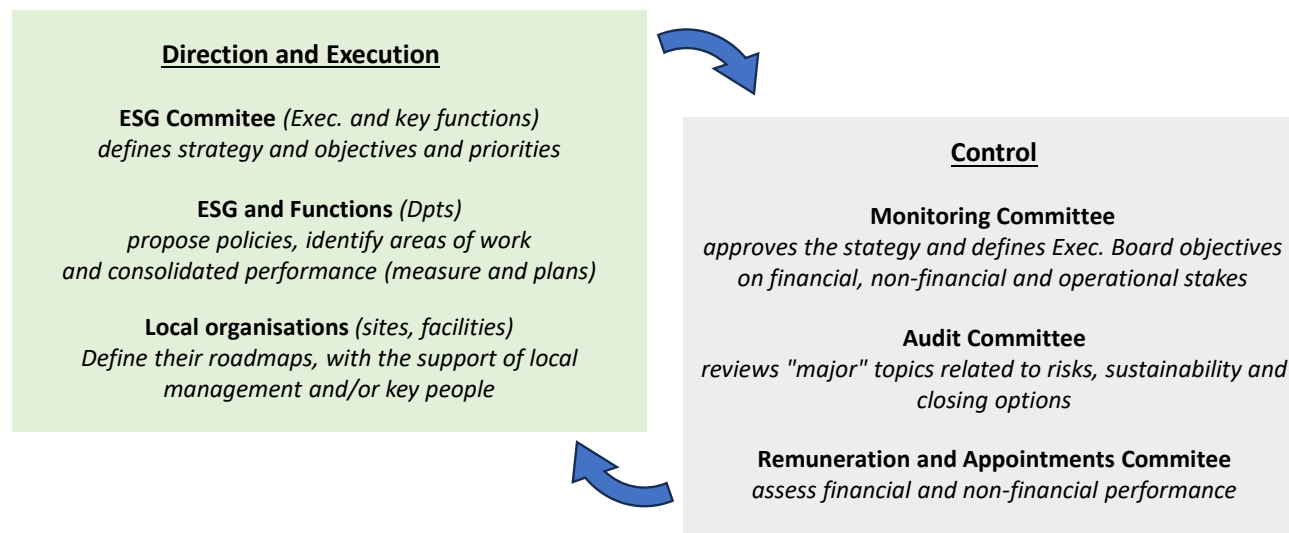 Direction and Execution
ESG Commitee (Exec. and key functions)
defines strategy and objectives and priorities
ESG and Functions (Dpts)
propose policies, identify areas of work
and consolidated performance (measure and plans)
Local organisations (sites, facilities)
Define their roadmaps, with the support of local
management and/or key people
Control
Monitoring Committee
approves the stategy and defines Exec. Board objectives
on financial, non-financial and operational stakes
Audit Committee
reviews "major" topics related to risks, sustainability and
closing options
Remuneration and Appointments Commitee
assess financial and non-financial performance